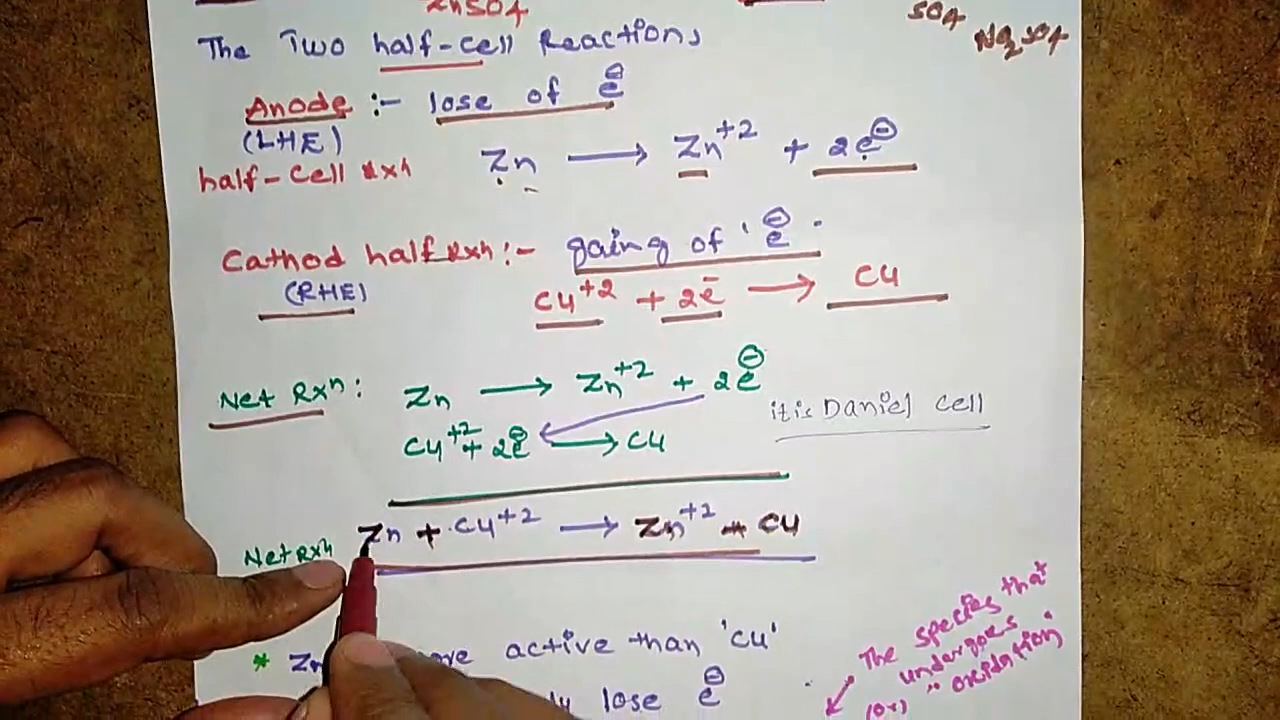 ZnSO4
SO4
Na2SO4
The Two half-cell Reactions
Anode :- lose of e⊖
(LHE)
half-cell Rxn
Zn ⟶ Zn+2 + 2e⊖
Cathod half Rxn :- gaing of 'e⊖.
(RHE)
Cu+2 + 2e- ⟶ Cu
Net Rxn : Zn ⟶ Zn+2 + 2e⊖
it is Daniel cell
Cu+2 + 2e⊖ ⟶ Cu
Net Rxn Zn + Cu+2 ⟶ Zn+2 + Cu
* Zn active than 'Cu'
lose e⊖
The species that
undergoes
(or) "oxidation"